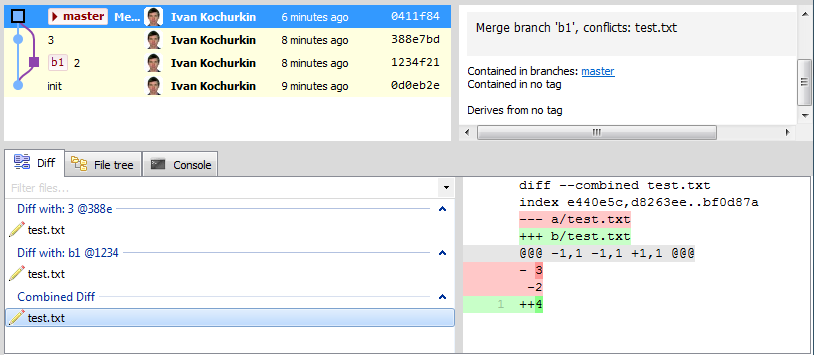 master Me... Ivan Kochurkin 6 minutes ago 0411f84
3 Ivan Kochurkin 8 minutes ago 388e7bd
b1 2 Ivan Kochurkin 8 minutes ago 1234f21
init Ivan Kochurkin 9 minutes ago 0d0eb2e
Merge branch 'b1', conflicts: test.txt
Contained in branches: master
Contained in no tag
Derives from no tag
Diff File tree Console
Filter files...
Diff with: 3 @388e
test.txt
Diff with: b1 @1234
test.txt
Combined Diff
test.txt
diff --combined test.txt
index e440e5c,d8263ee..bf0d87a
--- a/test.txt
+++ b/test.txt
@@@ -1,1 -1,1 +1,1 @@@
- 3
 -2
1 ++4